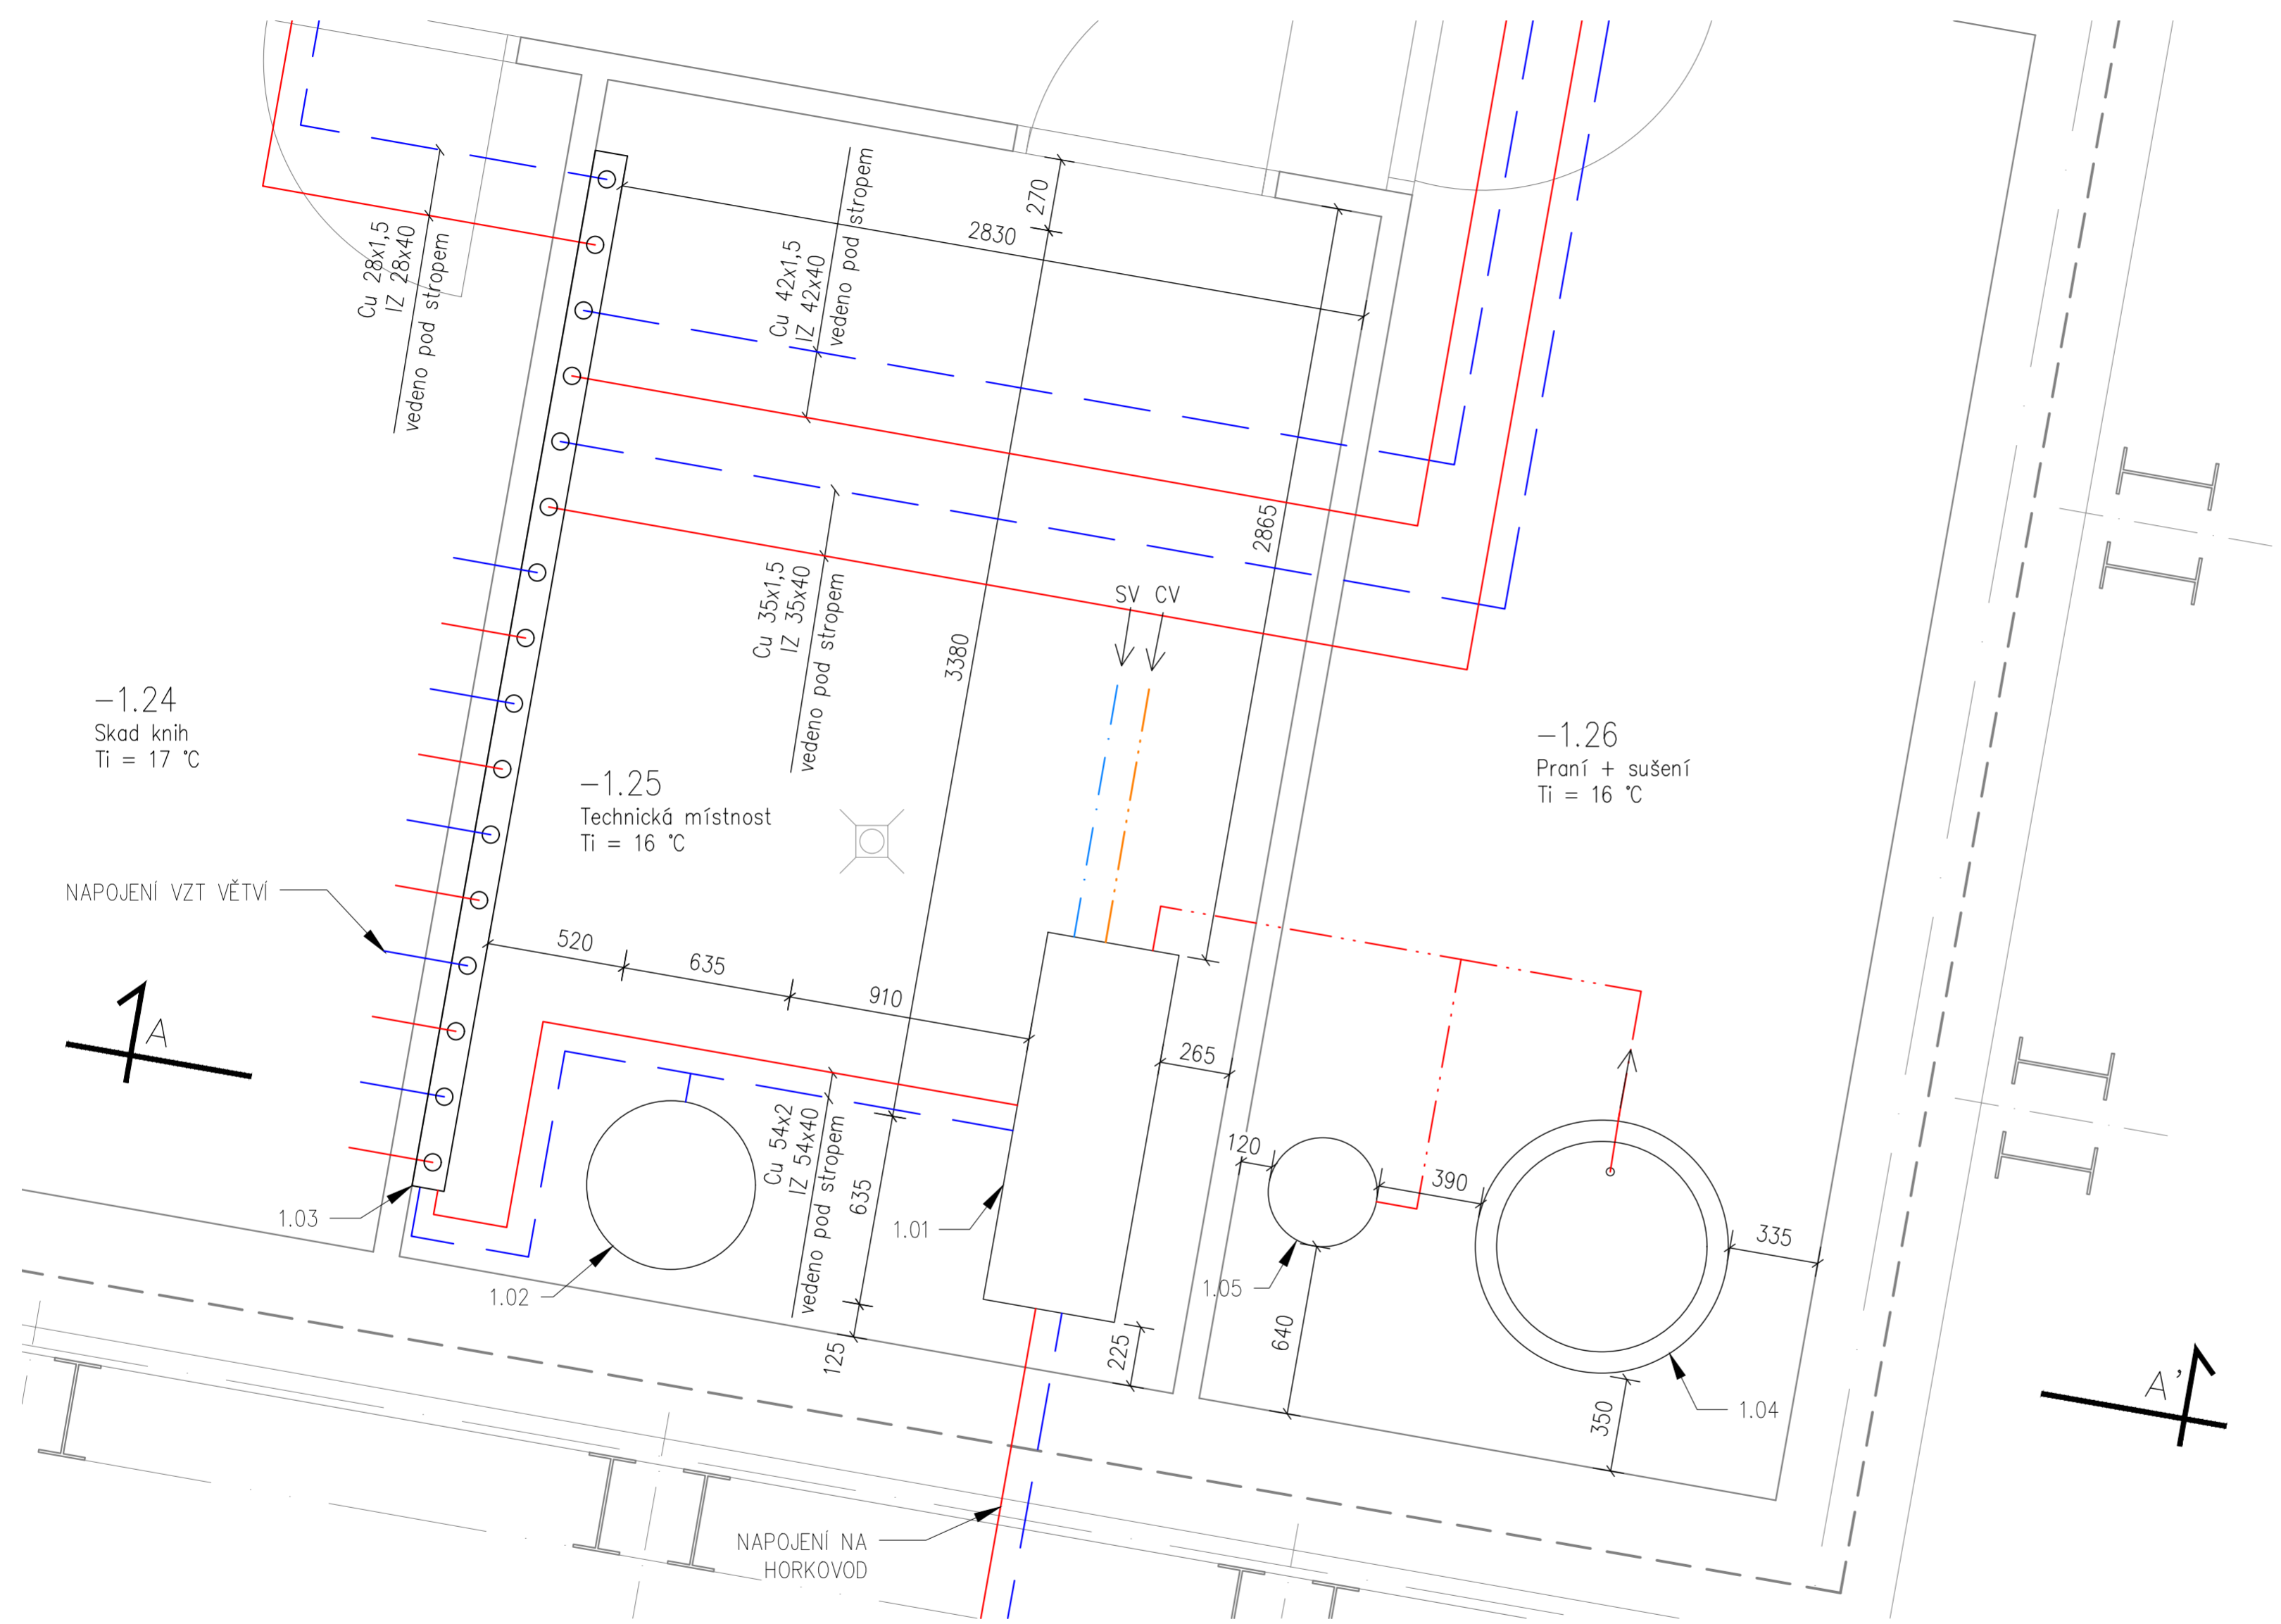 Cu 28x1,5
IZ 28x40
vedeno pod stropem
Cu 42x1,5
IZ 42x40
vedeno pod stropem
270
2830
Cu 35x1,5
IZ 35x40
vedeno pod stropem
3380
2865
SV CV
-1.24
Skad knih
Ti = 17 °C
-1.25
Technická místnost
Ti = 16 °C
-1.26
Praní + sušení
Ti = 16 °C
NAPOJENÍ VZT VĚTVÍ
520
635
910
265
A
Cu 54x2
IZ 54x40
vedeno pod stropem
635
125
120
390
335
1.03
1.02
1.01
1.05
225
640
350
1.04
A'
NAPOJENÍ NA
HORKOVOD